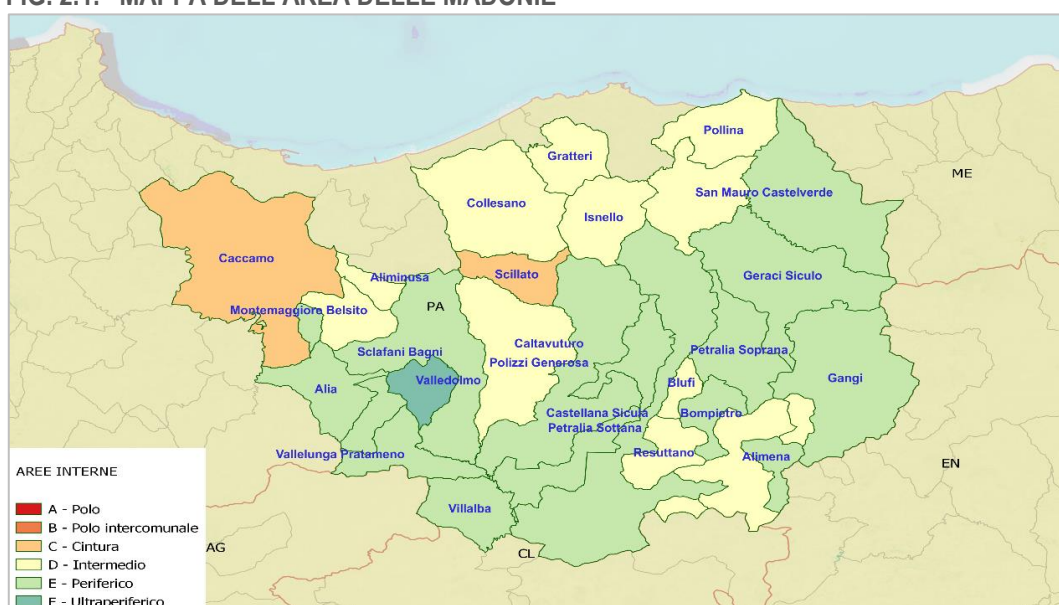 FIG. 2.1. MAPPA DELL'AREA DELLE MADONIE
Pollina
Gratteri
ME
San Mauro Castelverde
Collesano
Isnello
Caccamo
Scillato
Aliminusa
Geraci Siculo
PA
Montemaggiore Belsito
Caltavuturo
Sclafani Bagni
Petralia Soprana
Polizzi Generosa
Valledolmo
Blufi
Gangi
Alia
Castellana Sicula
Bompietro
Petralia Sottana
Vallelunga Pratameno
Resuttano
Alimena
EN
Villalba
AG
CL
AREE INTERNE
A - Polo
B - Polo intercomunale
C - Cintura
D - Intermedio
E - Periferico
F - Ultraperiferico